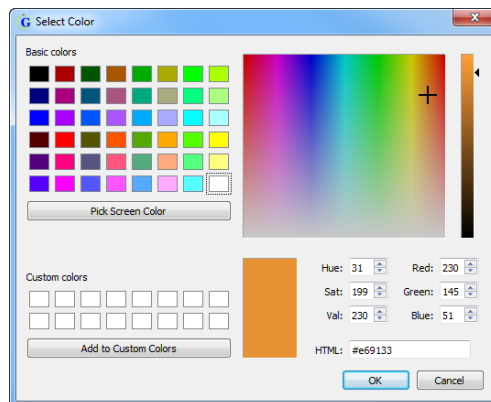 G Select Color
Basic colors
Pick Screen Color
Custom colors
Add to Custom Colors
Hue: 31 Red: 230
Sat: 199 Green: 145
Val: 230 Blue: 51
HTML: #e69133
OK Cancel